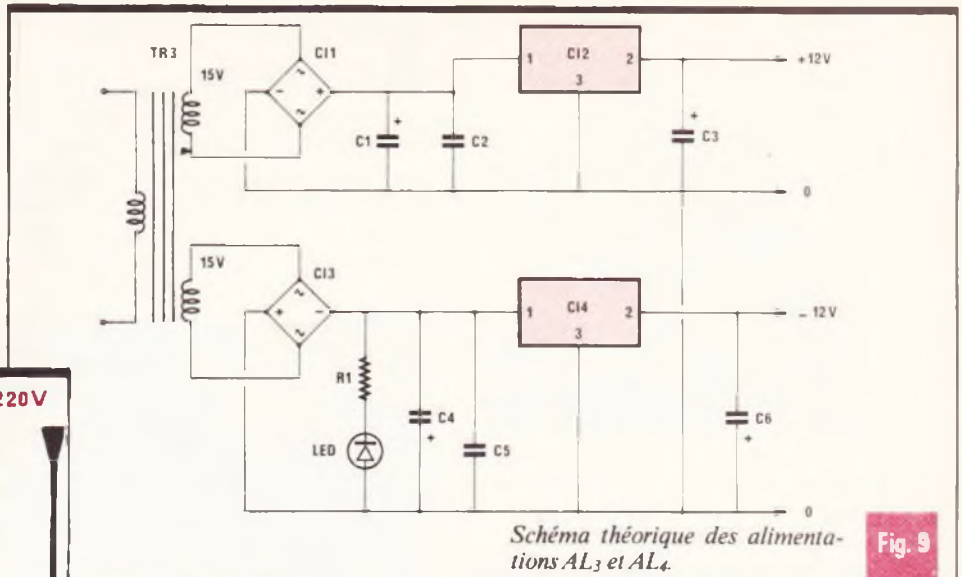 TR3
15V
CI1
~
-
+
~
C1
+
C2
1
CI2
2
3
+
C3
+12V
0
15V
CI3
~
+
-
~
R1
LED
C4
+
C5
1
CI4
2
3
C6
+
- 12V
0
220V
Schéma théorique des alimenta-
tions AL3 et AL4.
Fig. 9